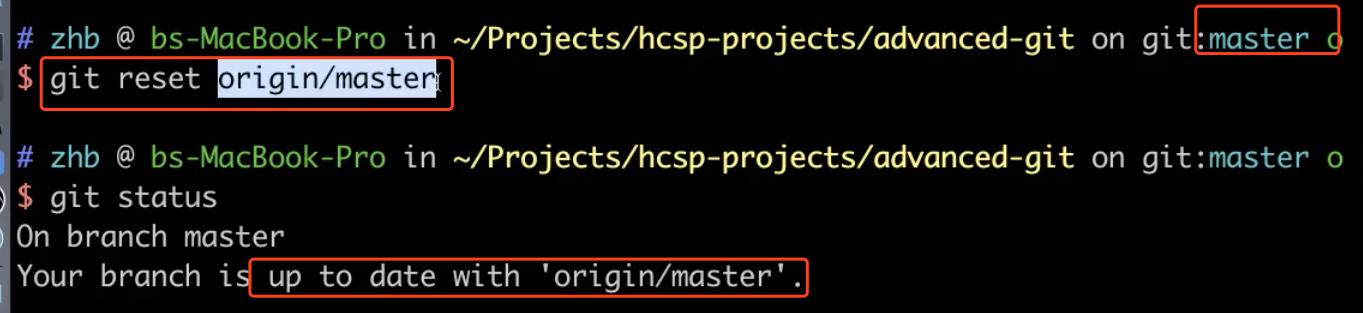 # zhb @ bs-MacBook-Pro in ~/Projects/hcsp-projects/advanced-git on git:master o
$ git reset origin/master
# zhb @ bs-MacBook-Pro in ~/Projects/hcsp-projects/advanced-git on git:master o
$ git status
On branch master
Your branch is up to date with 'origin/master'.